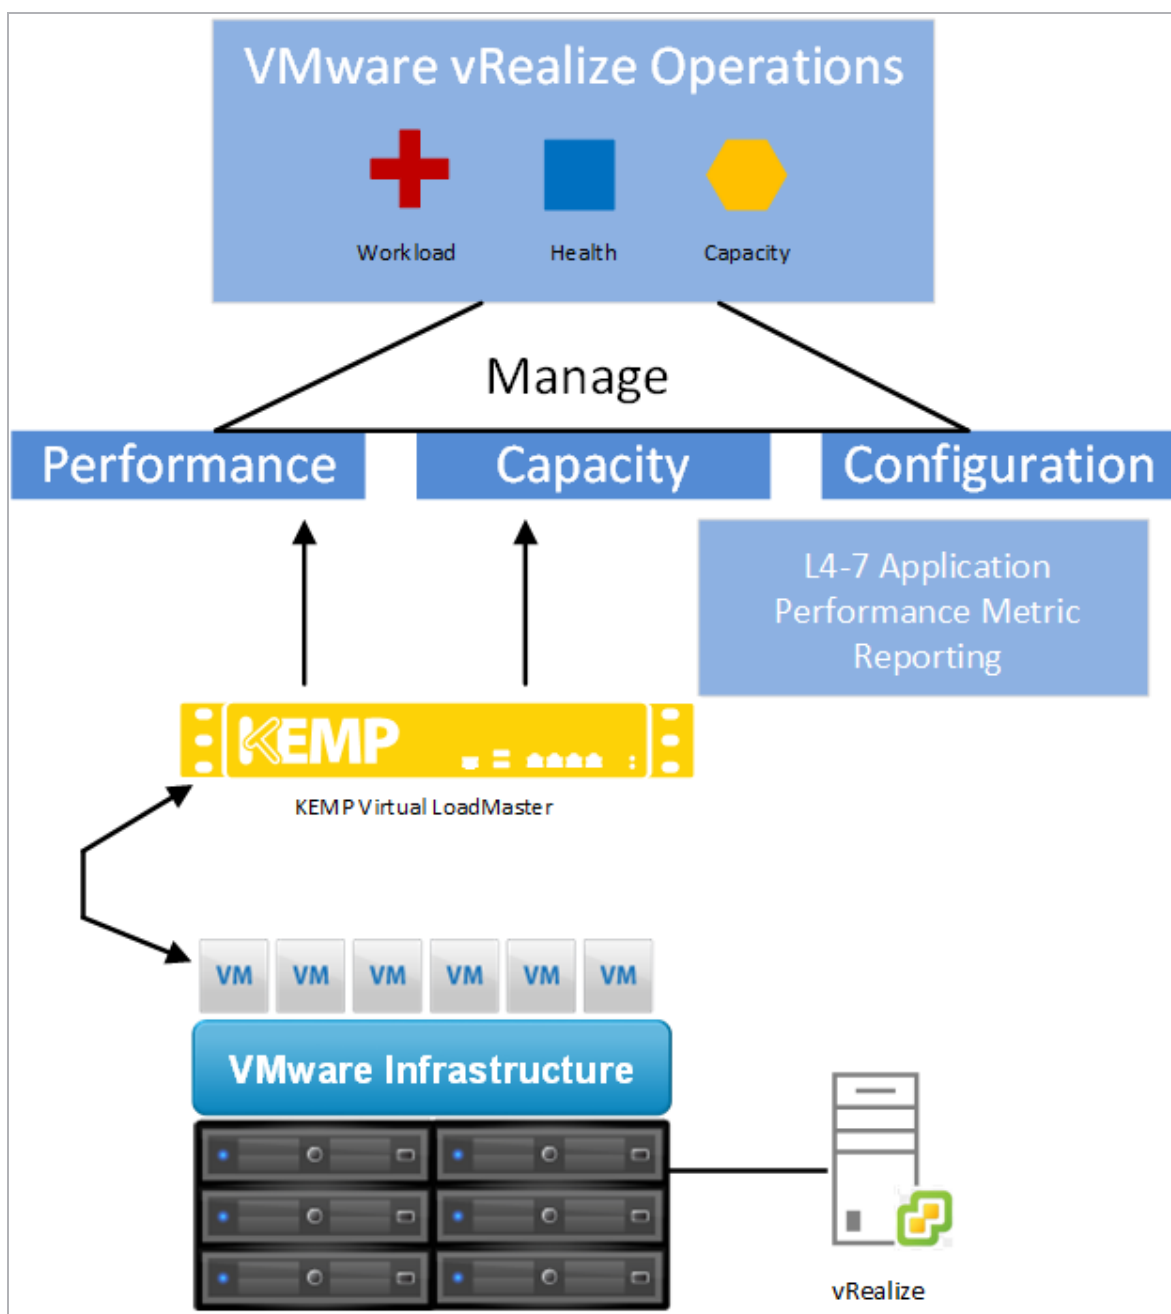 VMware vRealize Operations
Workload
Health
Capacity
Manage
Performance
Capacity
Configuration
L4-7 Application
Performance Metric
Reporting
KEMP
KEMP Virtual LoadMaster
VM
VM
VM
VM
VM
VM
VMware Infrastructure
vRealize